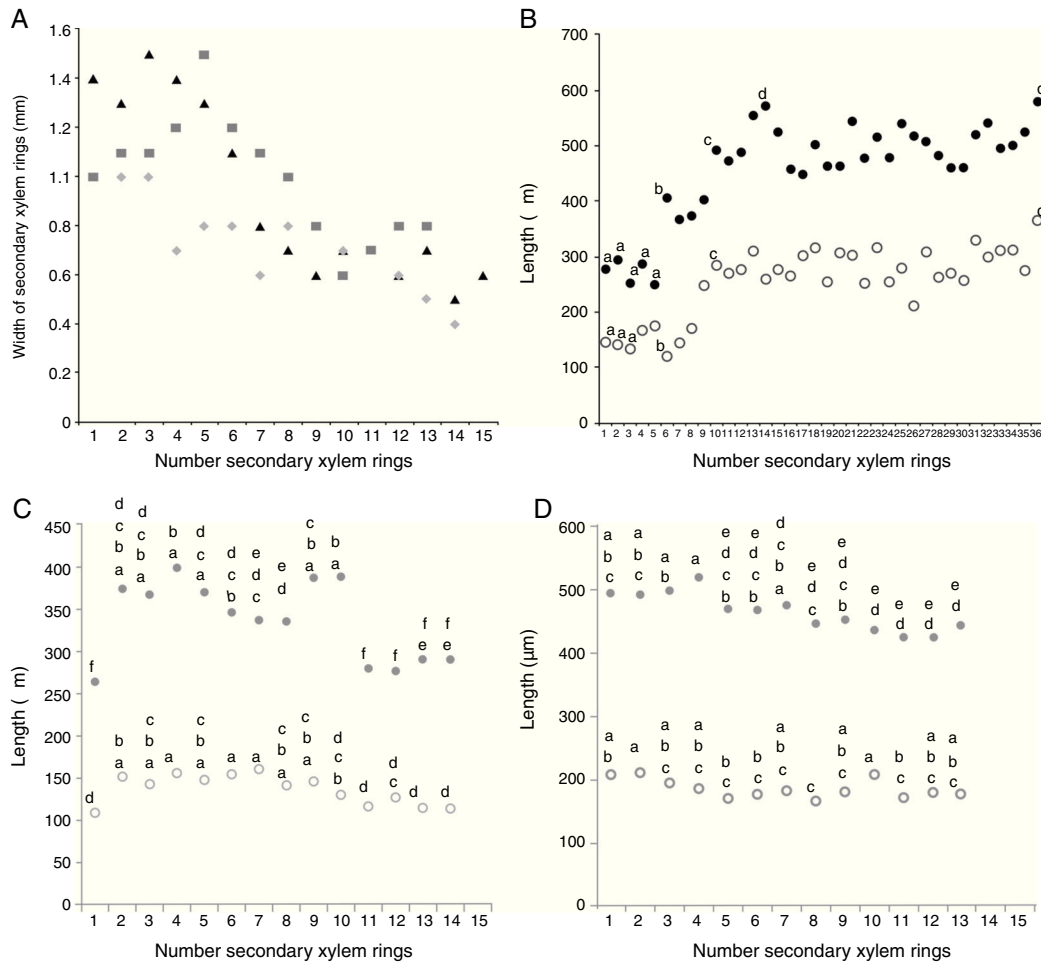 A
Width of secondary xylem rings (mm)
1.6
1.4
1.2
1.1
0.8
0.6
0.4
0.2
0
1 2 3 4 5 6 7 8 9 10 11 12 13 14 15
Number secondary xylem rings
B
Length ( m)
700
600
500
400
300
200
100
0
a a a a a b c d c
a a a b c c
1 2 3 4 5 6 7 8 9 10 11 12 13 14 15 16 17 18 19 20 21 22 23 24 25 26 27 28 29 30 31 32 33 34 35 36
Number secondary xylem rings
C
Length ( m)
450
400
350
300
250
200
150
100
50
0
f
d c b a
d c b a
b a
d c a
d c b
e d c
e d
c b a
b a
f
f
f e
f e
d
b a
c b a
a
c b a
a
a
c b a
c b a
d c b
d
d c
d
d
1 2 3 4 5 6 7 8 9 10 11 12 13 14 15
Number secondary xylem rings
D
Length (µm)
600
500
400
300
200
100
0
a b c
a b c
a b
a
e d c b
e d c b
d c b a
e d c
e d c b
e d
e d
e d
e d
a b
a
a b c
a b c
b c
b c
a b c
c
a b c
a
b c
a b c
a b c
1 2 3 4 5 6 7 8 9 10 11 12 13 14 15
Number secondary xylem rings